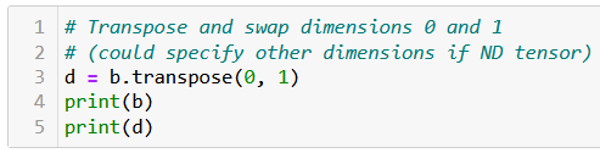 1 # Transpose and swap dimensions 0 and 1
2 # (could specify other dimensions if ND tensor)
3 d = b.transpose(0, 1)
4 print(b)
5 print(d)